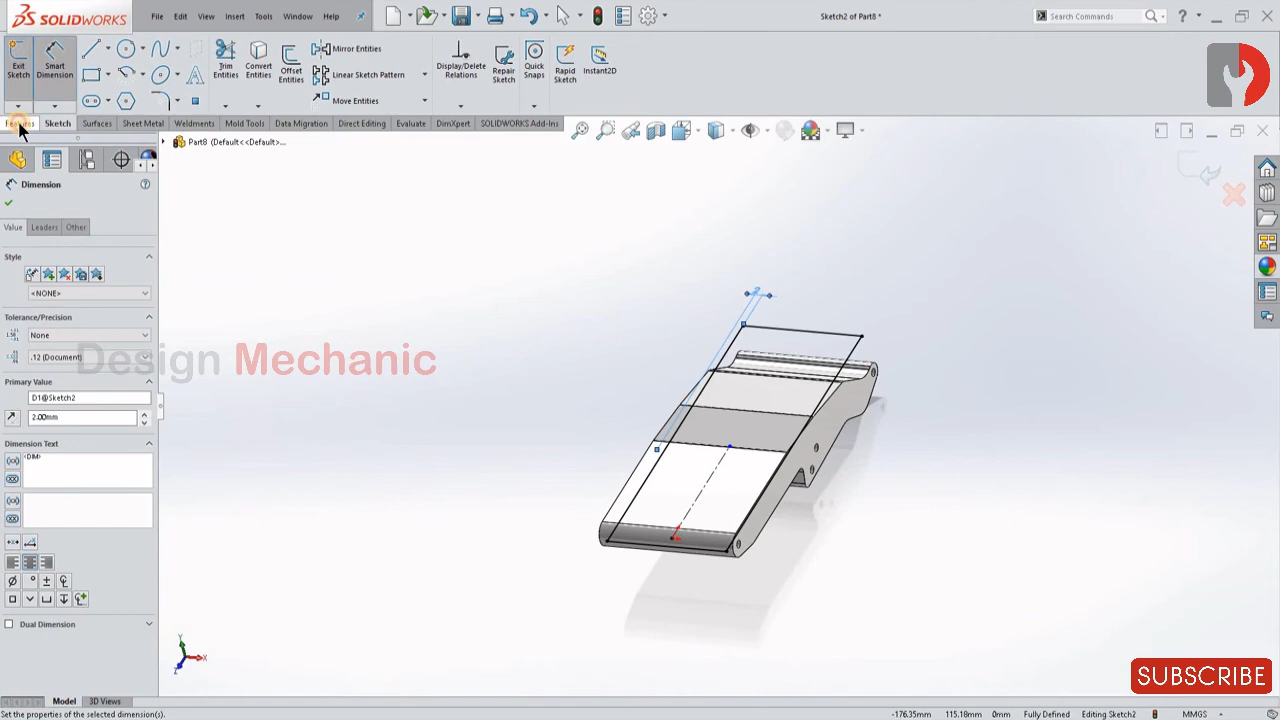 SOLIDWORKS File Edit View Insert Tools Window Help Sketch2 of Part8 * Search Commands
Exit Sketch Smart Dimension Trim Entities Convert Entities Offset Entities Mirror Entities Linear Sketch Pattern Move Entities Display/Delete Relations Repair Sketch Quick Snaps Rapid Sketch Instant2D
Features Sketch Surfaces Sheet Metal Weldments Mold Tools Data Migration Direct Editing Evaluate DimXpert SOLIDWORKS Add-Ins
Part8 (Default<<Default>...
Dimension
Value Leaders Other
Style
<NONE>
Tolerance/Precision
None
.12 (Document)
Design Mechanic
Primary Value
D1@Sketch2
2.00mm
Dimension Text
<DIM>
Dual Dimension
2
Y
X
Z
SUBSCRIBE
Model 3D Views
Set the properties of the selected dimension(s). -176.35mm 115.18mm 0mm Fully Defined Editing Sketch2 MMGS